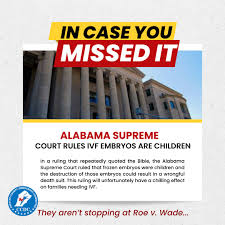 IN CASE YOU
MISSED IT
ALABAMA SUPREME
COURT RULES IVF EMBRYOS ARE CHILDREN
In a ruling that repeatedly quoted the Bible, the Alabama
Supreme Court ruled that frozen embryos were children and
the destruction of those embryos could result in a wrongful
death suit. This ruling will unfortunately have a chilling effect
on families needing IVF.
They aren't stopping at Roe v. Wade...